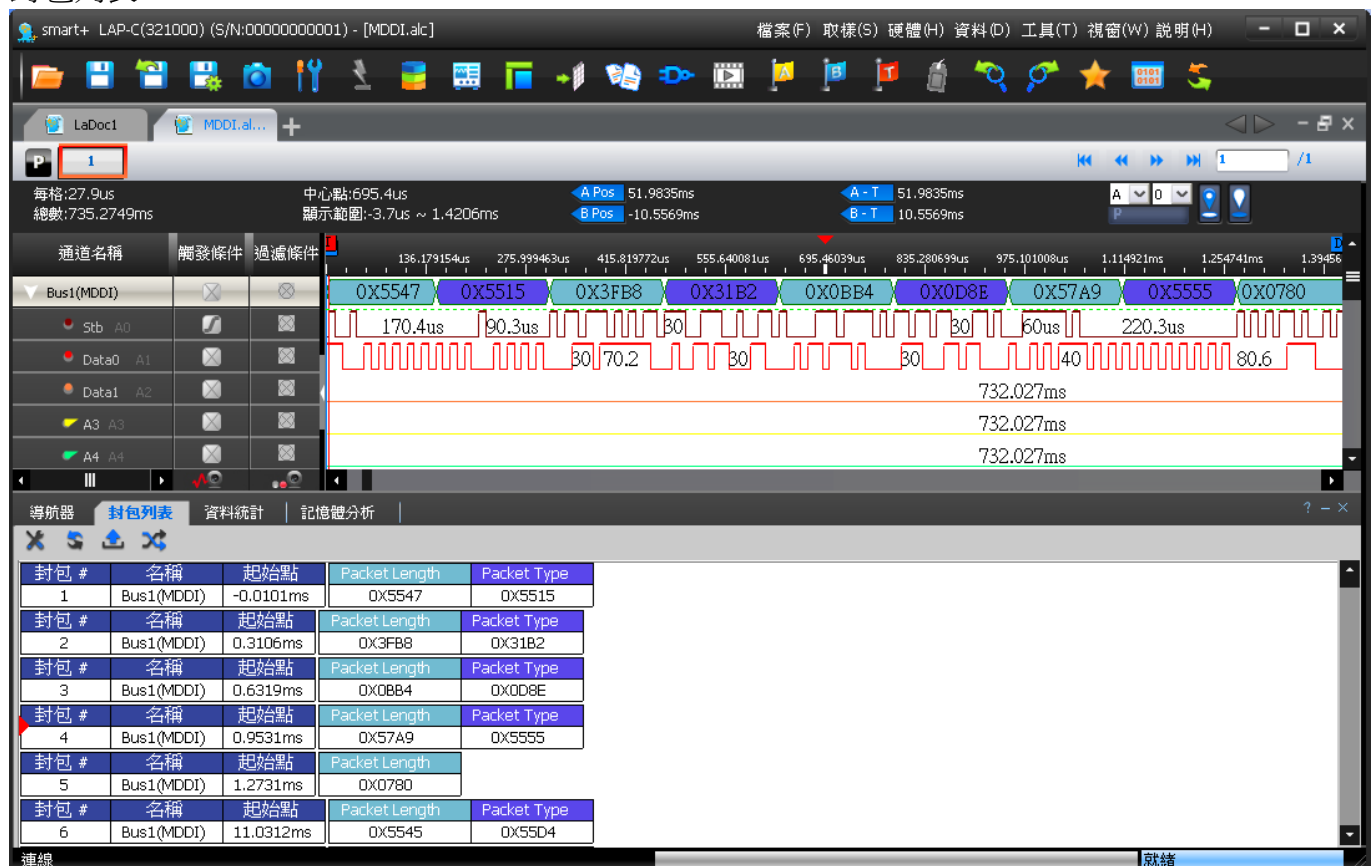 smart+ LAP-C(321000) (S/N:00000000001) - [MDDI.alc] 檔案(F) 取樣(S) 硬體(H) 資料(D) 工具(T) 視窗(W) 說明(H)
LaDoc1 MDDI.al...
P 1 1 /1
每格:27.9us 中心點:695.4us A Pos 51.9835ms A - T 51.9835ms A 0
總數:735.2749ms 顯示範圍:-3.7us ~ 1.4206ms B Pos -10.5569ms B - T 10.5569ms P
通道名稱 觸發條件 過濾條件 136.179154us 275.999463us 415.819772us 555.640081us 695.46039us 835.280699us 975.101008us 1.114921ms 1.254741ms 1.39456
Bus1(MDDI) 0X5547 0X5515 0X3FB8 0X31B2 0X0BB4 0X0D8E 0X57A9 0X5555 0X0780
Stb A0 170.4us 90.3us 30 30 60us 220.3us
Data0 A1 30 70.2 30 30 40 80.6
Data1 A2 732.027ms
A3 A3 732.027ms
A4 A4 732.027ms
導航器 封包列表 資料統計 記憶體分析
封包 # 名稱 起始點 Packet Length Packet Type
1 Bus1(MDDI) -0.0101ms 0X5547 0X5515
封包 # 名稱 起始點 Packet Length Packet Type
2 Bus1(MDDI) 0.3106ms 0X3FB8 0X31B2
封包 # 名稱 起始點 Packet Length Packet Type
3 Bus1(MDDI) 0.6319ms 0X0BB4 0X0D8E
封包 # 名稱 起始點 Packet Length Packet Type
4 Bus1(MDDI) 0.9531ms 0X57A9 0X5555
封包 # 名稱 起始點 Packet Length
5 Bus1(MDDI) 1.2731ms 0X0780
封包 # 名稱 起始點 Packet Length Packet Type
6 Bus1(MDDI) 11.0312ms 0X5545 0X55D4
連線 就緒